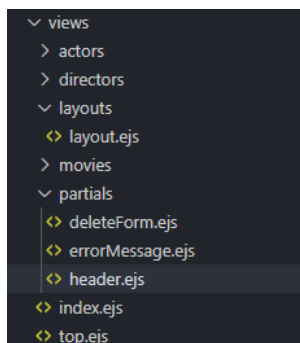 views
actors
directors
layouts
<> layout.ejs
movies
partials
<> deleteForm.ejs
<> errorMessage.ejs
<> header.ejs
<> index.ejs
<> top.ejs